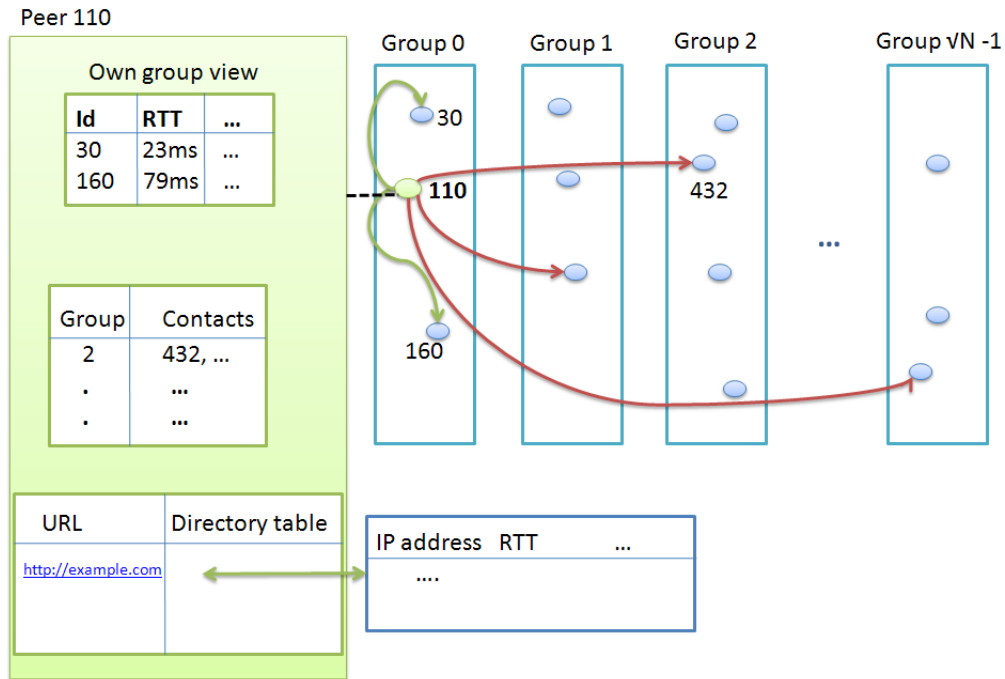 Peer 110
Own group view
Id RTT ...
30 23ms ...
160 79ms ...
Group Contacts
2 432, ...
. ...
. ...
URL Directory table
http://example.com
IP address RTT ...
....
Group 0
30
110
160
Group 1
Group 2
432
...
Group √N -1